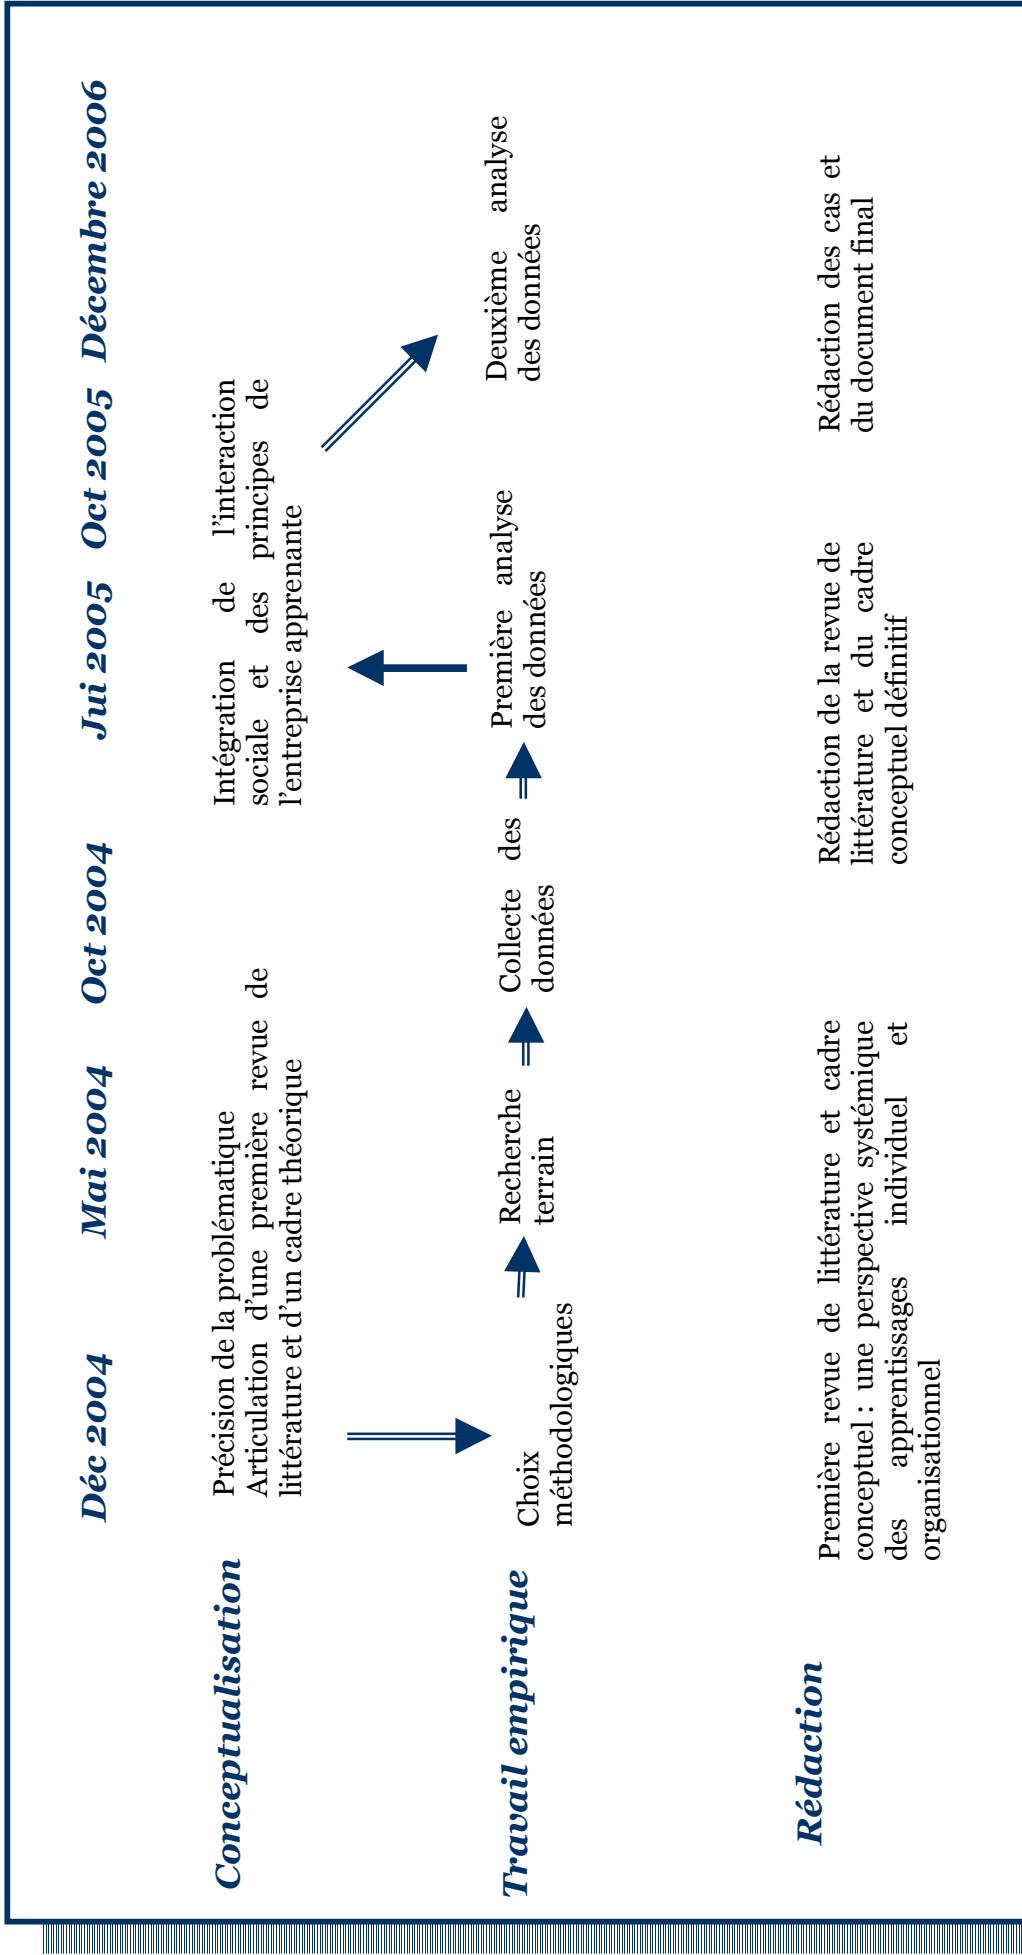 Déc 2004 Mai 2004 Oct 2004 Jui 2005 Oct 2005 Décembre 2006
Conceptualisation
Précision de la problématique
Articulation d'une première revue de
littérature et d'un cadre théorique
Intégration de l'interaction
sociale et des principes de
l'entreprise apprenante
Travail empirique
Choix
méthodologiques
Recherche
terrain
Collecte des
données
Première analyse
des données
Deuxième analyse
des données
Rédaction
Première revue de littérature et cadre
conceptuel : une perspective systémique
des apprentissages individuel et
organisationnel
Rédaction de la revue de
littérature et du cadre
conceptuel définitif
Rédaction des cas et
du document final